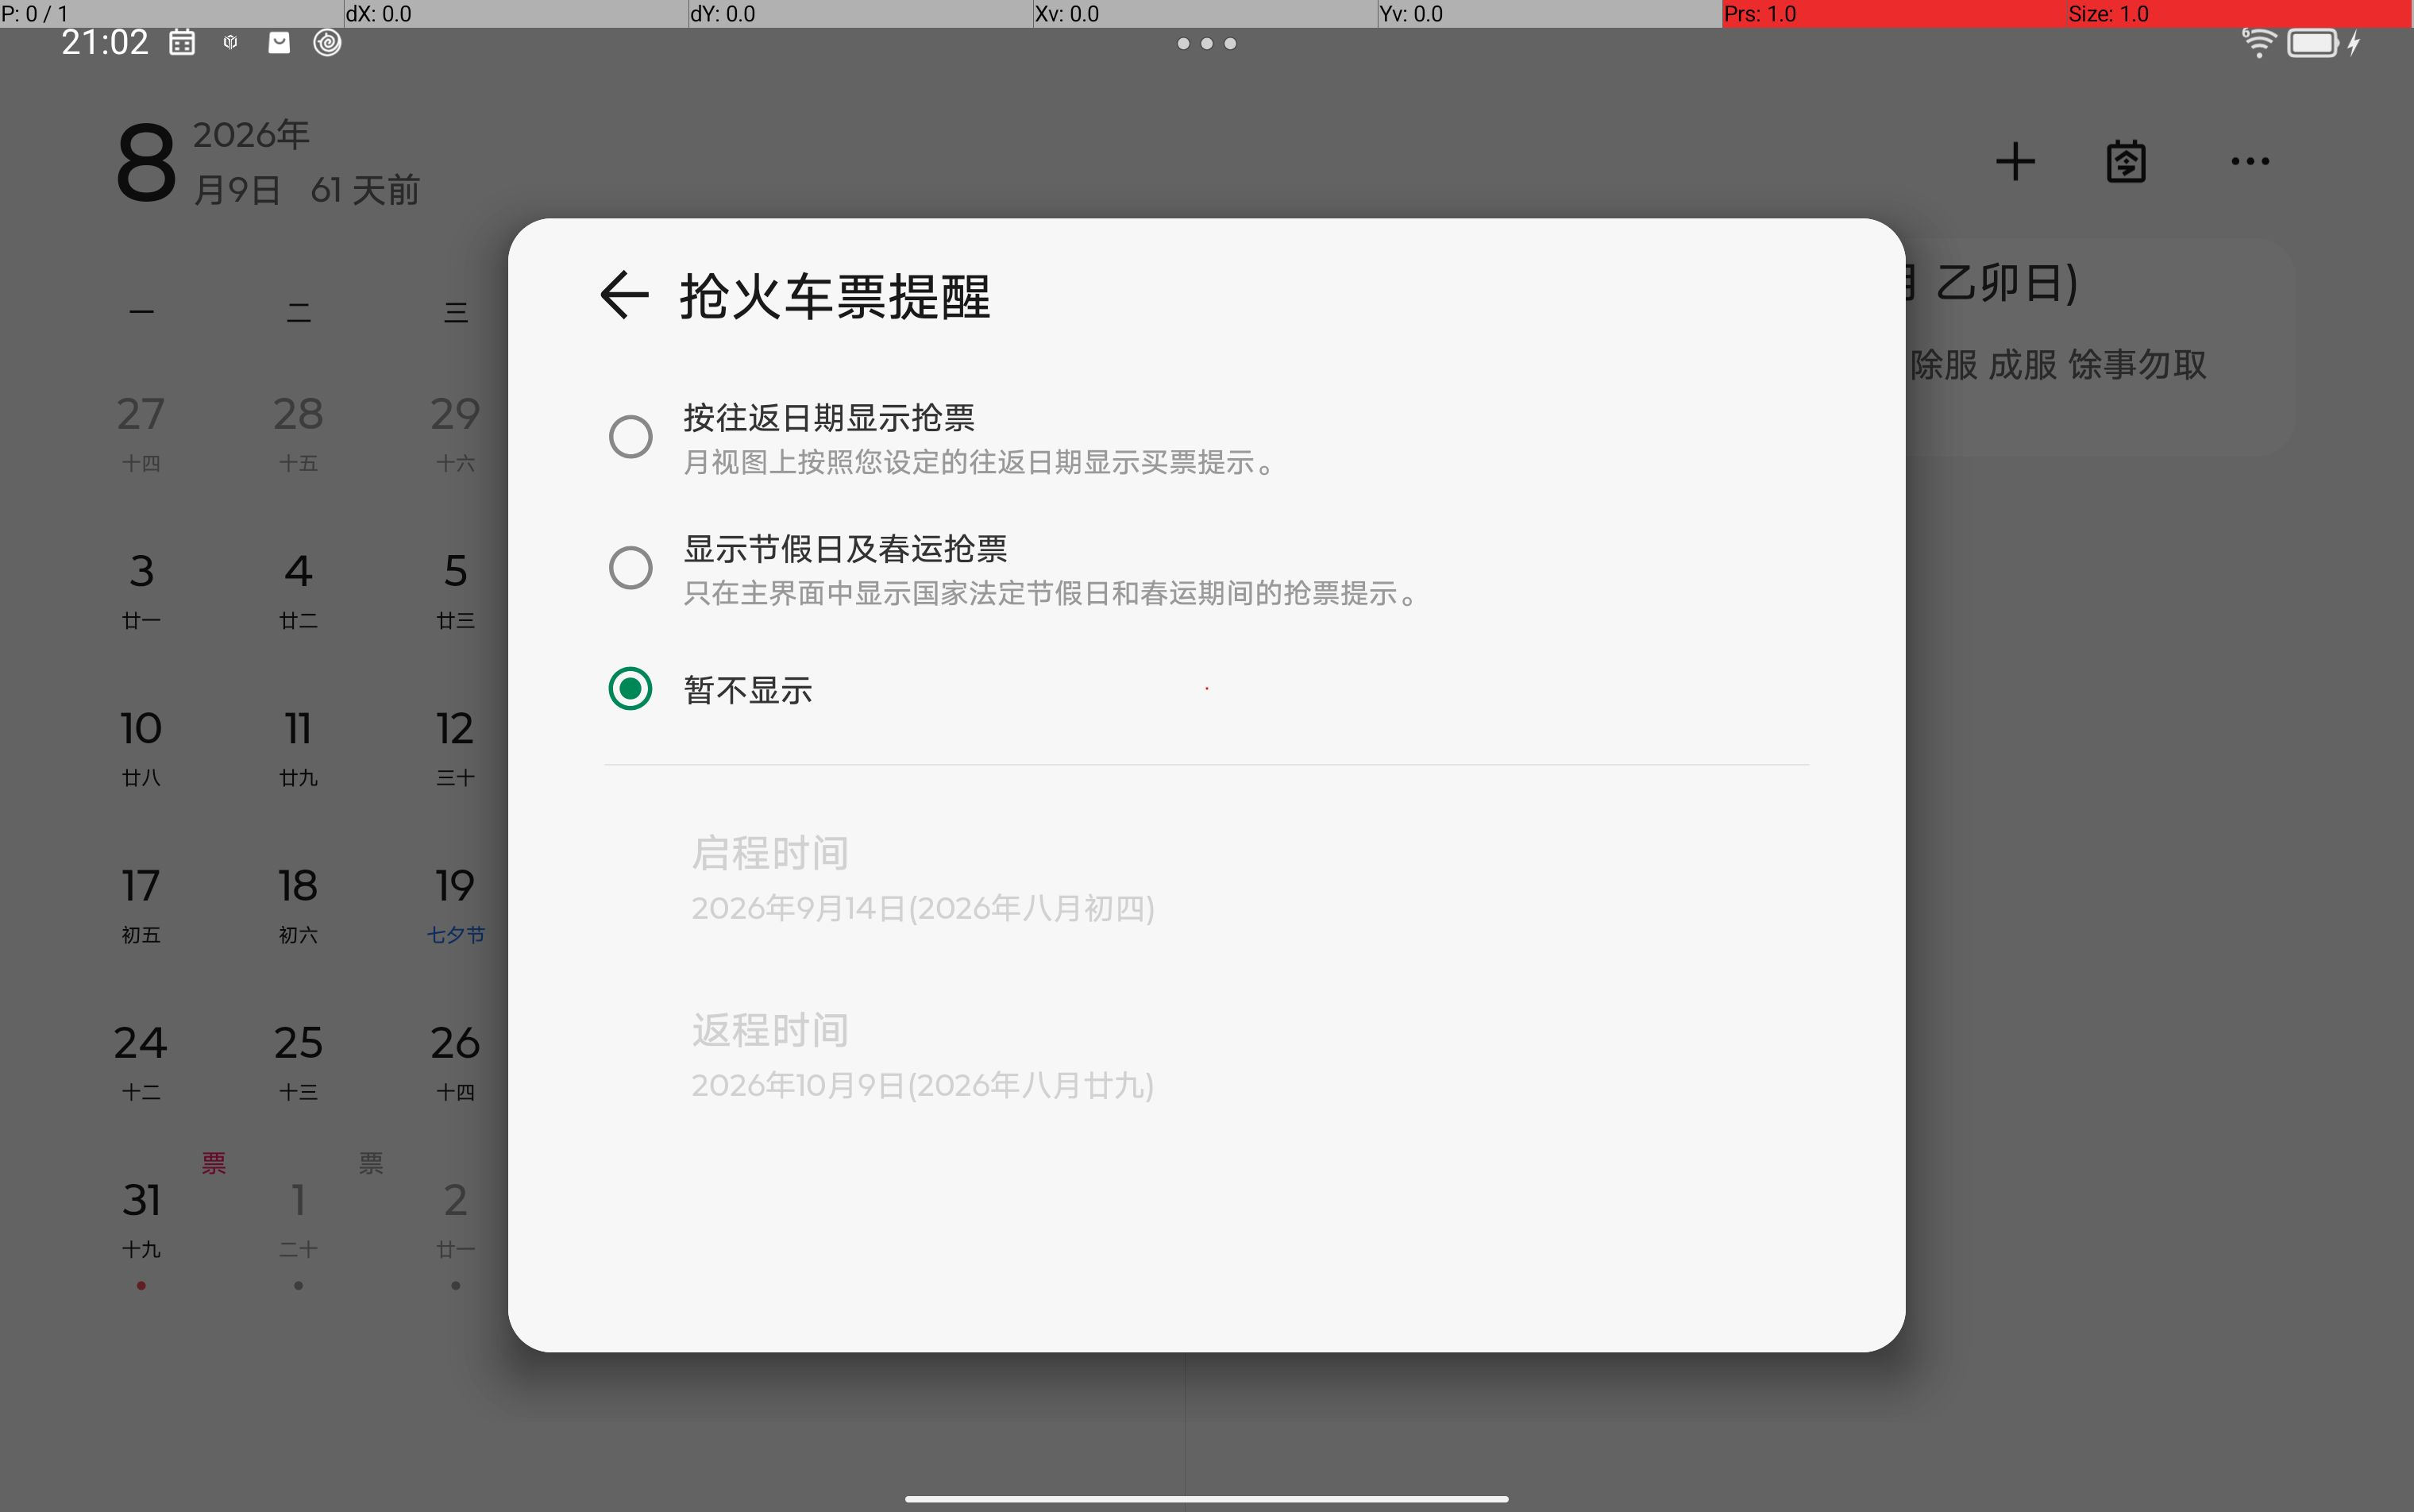 P: 0 / 1 dX: 0.0 dY: 0.0 Xv: 0.0 Yv: 0.0 Prs: 1.0 Size: 1.0
21:02
6
8
2026年
月9日 61 天前
一 二 三
27 28 29
十四 十五 十六
3 4 5
廿一 廿二 廿三
10 11 12
廿八 廿九 三十
17 18 19
初五 初六 七夕节
24 25 26
十二 十三 十四
票 票
31 1 2
十九 二十 廿一
抢火车票提醒
按往返日期显示抢票
月视图上按照您设定的往返日期显示买票提示。
显示节假日及春运抢票
只在主界面中显示国家法定节假日和春运期间的抢票提示。
暂不显示
启程时间
2026年9月14日(2026年八月初四)
返程时间
2026年10月9日(2026年八月廿九)
乙卯日)
除服 成服 馀事勿取